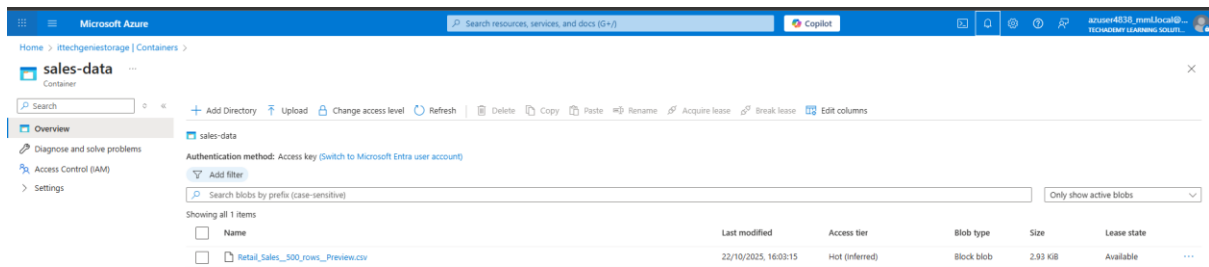 Microsoft Azure
Search resources, services, and docs (G+/)
Copilot
azuser4838_mml.local@...
TECHADEMY LEARNING SOLUTI...
Home > ittechgeniestorage | Containers >
sales-data ...
Container
Search
Add Directory Upload Change access level Refresh Delete Copy Paste Rename Acquire lease Break lease Edit columns
Overview
Diagnose and solve problems
Access Control (IAM)
Settings
sales-data
Authentication method: Access key (Switch to Microsoft Entra user account)
Add filter
Search blobs by prefix (case-sensitive)
Only show active blobs
Showing all 1 items
Name Last modified Access tier Blob type Size Lease state
Retail_Sales__500_rows__Preview.csv 22/10/2025, 16:03:15 Hot (Inferred) Block blob 2.93 KiB Available ...